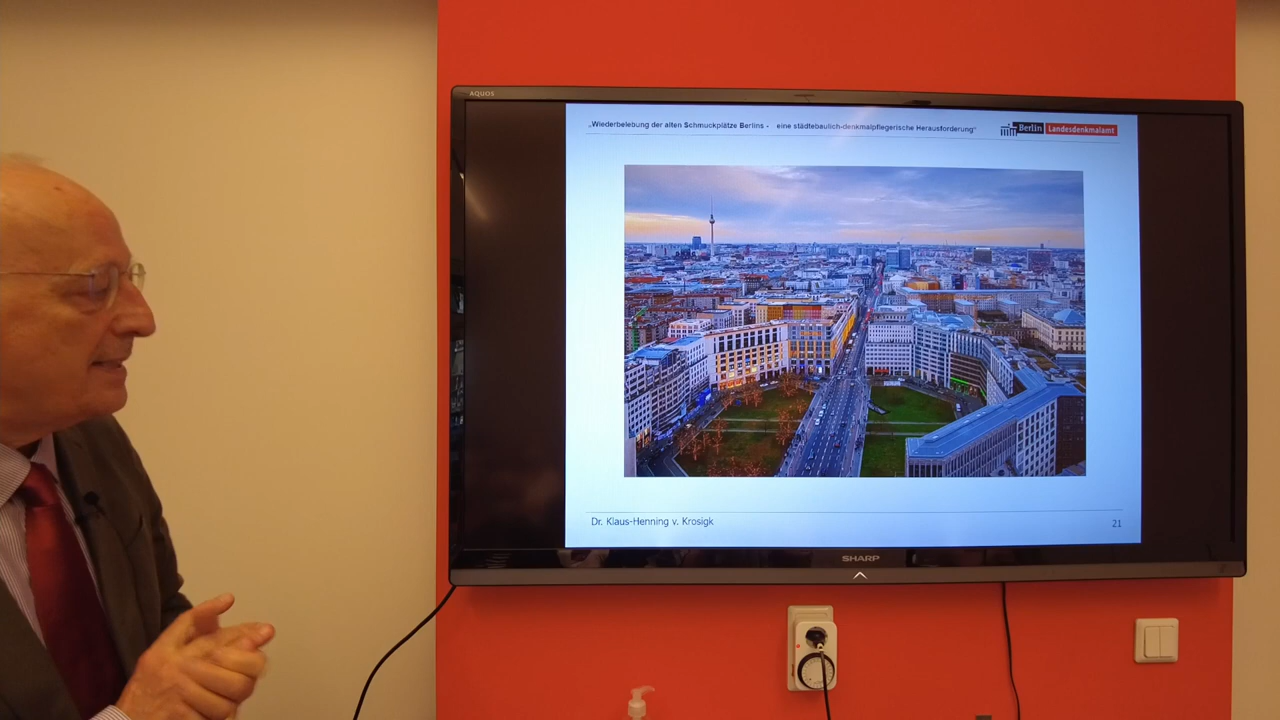 AQUOS
„Wiederbelebung der alten Schmuckplätze Berlins - eine städtebaulich-denkmalpflegerische Herausforderung"
Berlin Landesdenkmalamt
Dr. Klaus-Henning v. Krosigk
21
SHARP